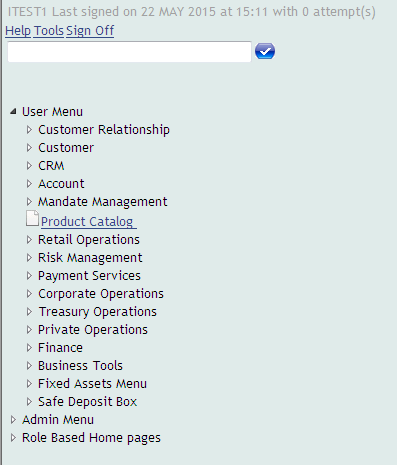 ITEST1 Last signed on 22 MAY 2015 at 15:11 with 0 attempt(s)
Help Tools Sign Off
User Menu
Customer Relationship
Customer
CRM
Account
Mandate Management
Product Catalog
Retail Operations
Risk Management
Payment Services
Corporate Operations
Treasury Operations
Private Operations
Finance
Business Tools
Fixed Assets Menu
Safe Deposit Box
Admin Menu
Role Based Home pages